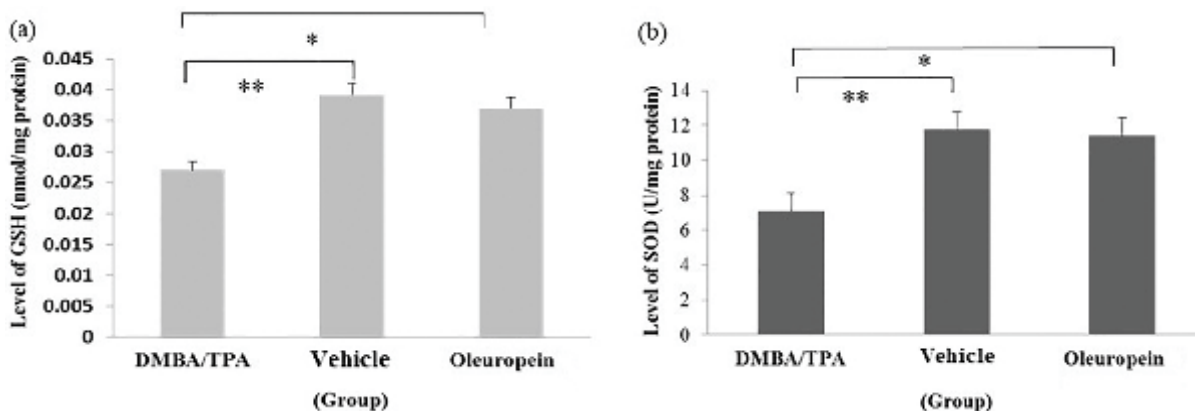 (a)
*
**
0.045
0.04
0.035
0.03
0.025
0.02
0.015
0.01
0.005
0
Level of GSH (nmol/mg protein)
DMBA/TPA Vehicle Oleuropein
(Group)
(b)
*
**
14
12
10
8
6
4
2
0
Level of SOD (U/mg protein)
DMBA/TPA Vehicle Oleuropein
(Group)